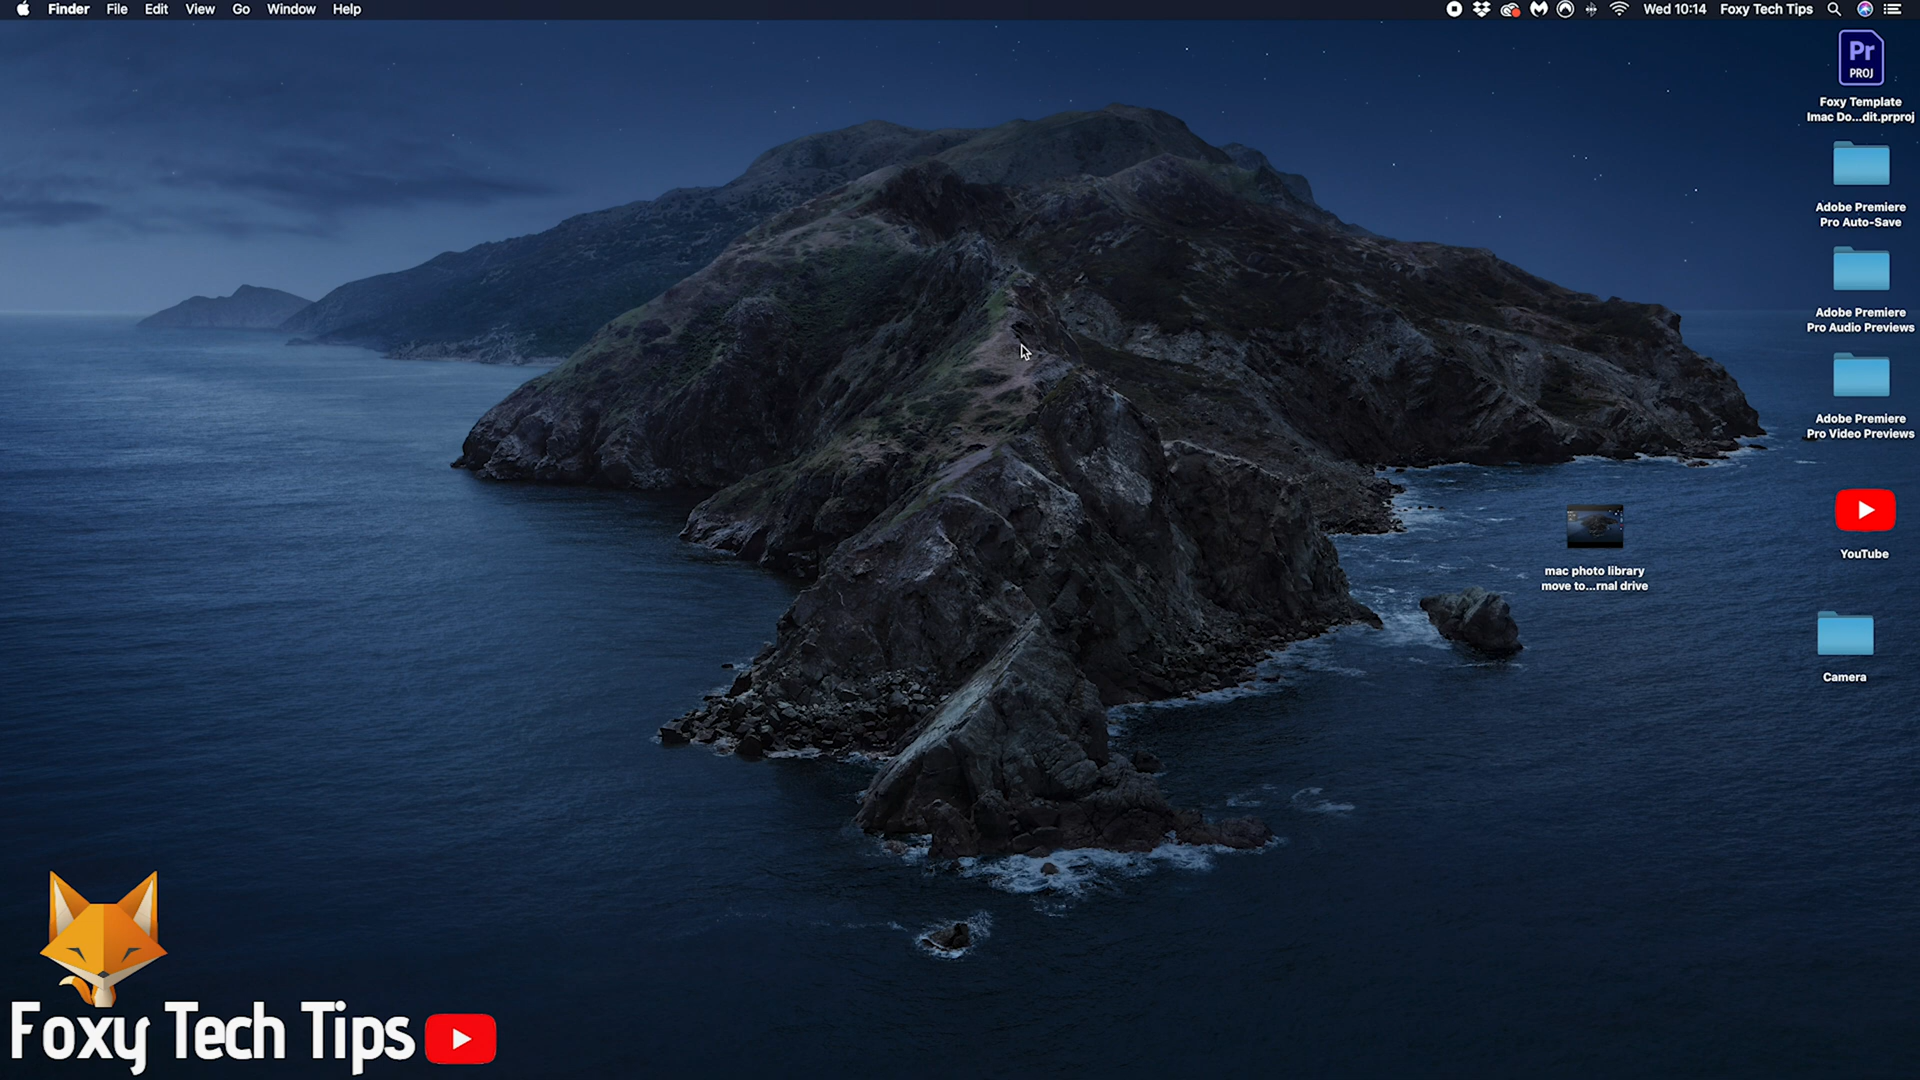 Finder File Edit View Go Window Help
Wed 10:14 Foxy Tech Tips
Pr
PROJ
Foxy Template
Imac Do...dit.prproj
Adobe Premiere
Pro Auto-Save
Adobe Premiere
Pro Audio Previews
Adobe Premiere
Pro Video Previews
YouTube
mac photo library
move to...rnal drive
Camera
Foxy Tech Tips